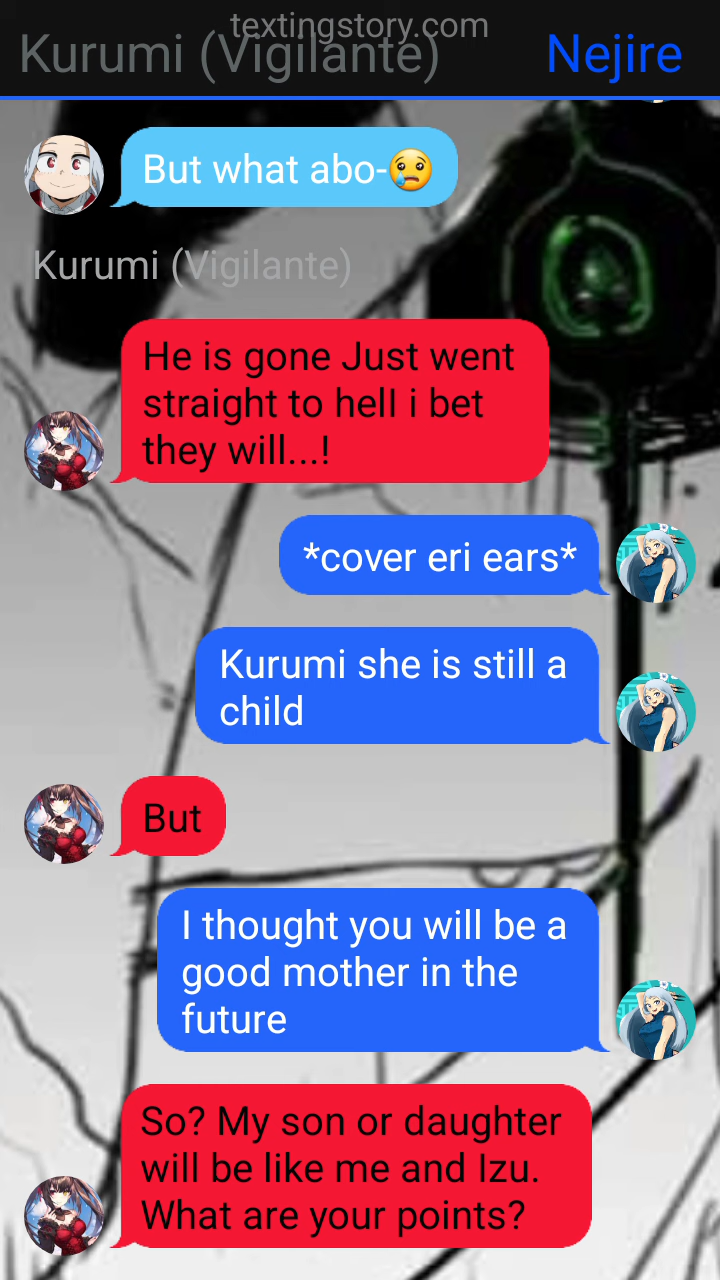 textingstory.com
Kurumi (Vigilante)
Nejire
But what abo-😢
Kurumi (Vigilante)
He is gone Just went
straight to hell i bet
they will...!
*cover eri ears*
Kurumi she is still a
child
But
I thought you will be a
good mother in the
future
So? My son or daughter
will be like me and Izu.
What are your points?